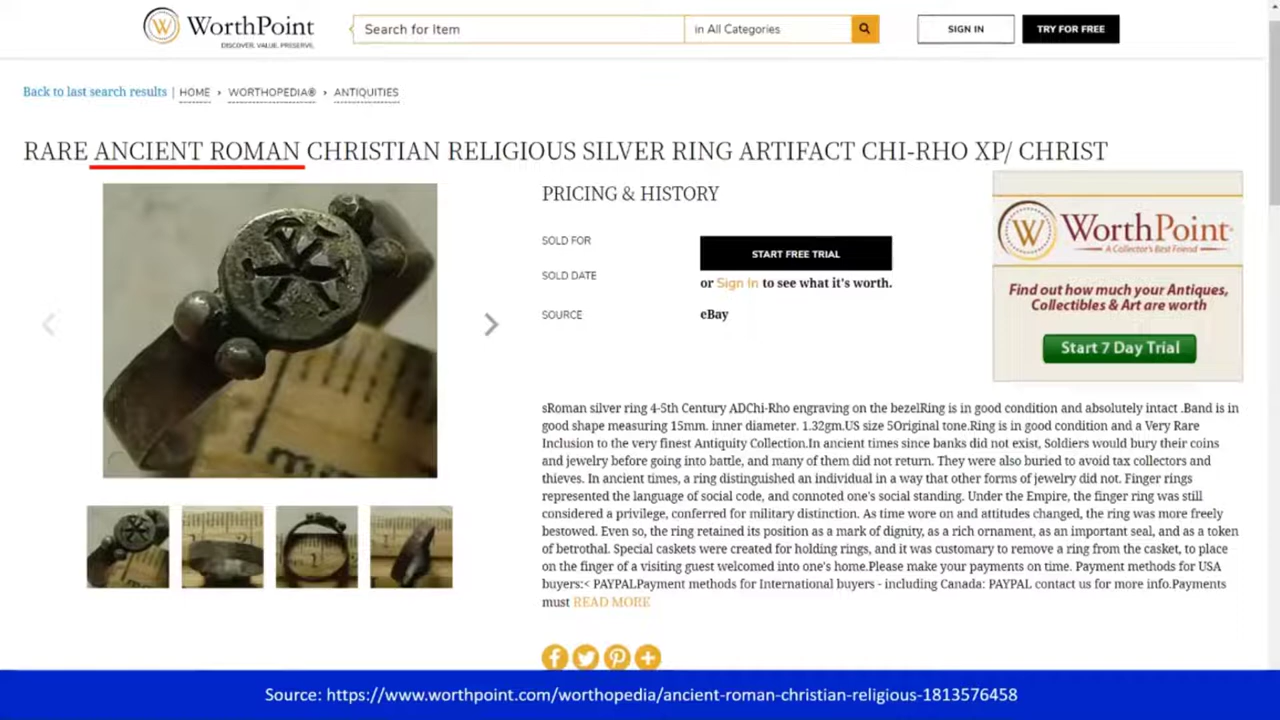 WorthPoint
DISCOVER. VALUE. PRESERVE.
Search for Item
in All Categories
SIGN IN
TRY FOR FREE
Back to last search results | HOME › WORTHOPEDIA® › ANTIQUITIES
RARE ANCIENT ROMAN CHRISTIAN RELIGIOUS SILVER RING ARTIFACT CHI-RHO XP/ CHRIST
PRICING & HISTORY
SOLD FOR
START FREE TRIAL
SOLD DATE
or Sign In to see what it's worth.
SOURCE
eBay
WorthPoint
A Collector's Best Friend
Find out how much your Antiques,
Collectibles & Art are worth
Start 7 Day Trial
sRoman silver ring 4-5th Century ADChi-Rho engraving on the bezelRing is in good condition and absolutely intact .Band is in
good shape measuring 15mm. inner diameter. 1.32gm.US size 5Original tone.Ring is in good condition and a Very Rare
Inclusion to the very finest Antiquity Collection.In ancient times since banks did not exist, Soldiers would bury their coins
and jewelry before going into battle, and many of them did not return. They were also buried to avoid tax collectors and
thieves. In ancient times, a ring distinguished an individual in a way that other forms of jewelry did not. Finger rings
represented the language of social code, and connoted one's social standing. Under the Empire, the finger ring was still
considered a privilege, conferred for military distinction. As time wore on and attitudes changed, the ring was more freely
bestowed. Even so, the ring retained its position as a mark of dignity, as a rich ornament, as an important seal, and as a token
of betrothal. Special caskets were created for holding rings, and it was customary to remove a ring from the casket, to place
on the finger of a visiting guest welcomed into one's home.Please make your payments on time. Payment methods for USA
buyers:< PAYPALPayment methods for International buyers - including Canada: PAYPAL contact us for more info.Payments
must READ MORE
Source: https://www.worthpoint.com/worthopedia/ancient-roman-christian-religious-1813576458